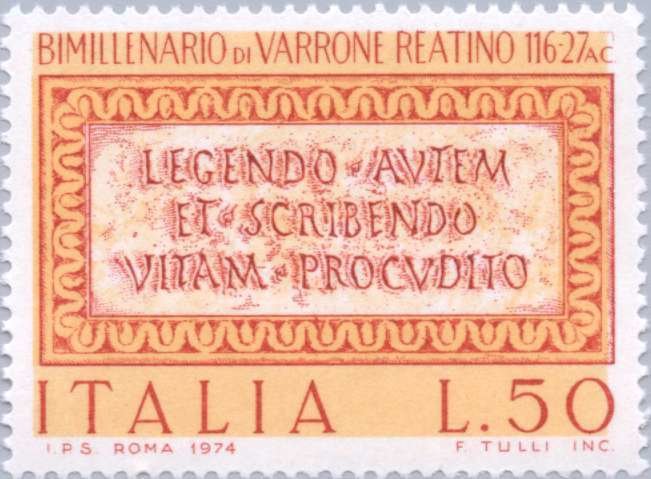 BIMILLENARIO DI VARRONE REATINO 116-27 AC
LEGENDO · AVTEM
ET · SCRIBENDO
VITAM · PROCVDITO
ITALIA L. 50
I.P.S. ROMA 1974 F. TULLI INC.